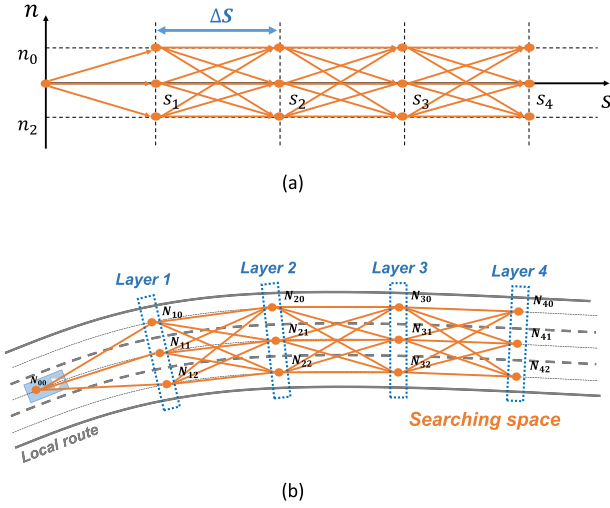 n
ΔS
n₀
s₁ s₂ s₃ s₄ s
n₂
(a)
Layer 1 Layer 2 Layer 3 Layer 4
N₁₀ N₂₀ N₃₀ N₄₀
N₁₁ N₂₁ N₃₁ N₄₁
N₀₀ N₁₂ N₂₂ N₃₂ N₄₂
Local route
Searching space
(b)